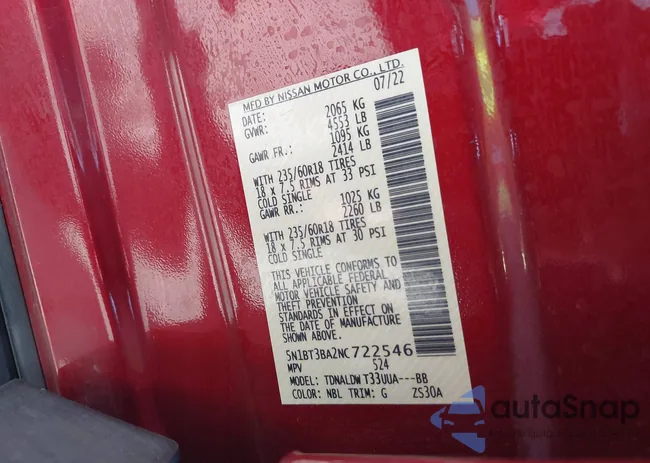 MFD BY NISSAN MOTOR CO., LTD.
DATE: 07/22
GVWR: 2065 KG
4553 LB
GAWR FR.: 1095 KG
2414 LB
WITH 235/60R18 TIRES
18 x 7.5 RIMS AT 33 PSI
COLD SINGLE
GAWR RR.: 1025 KG
2260 LB
WITH 235/60R18 TIRES
18 x 7.5 RIMS AT 30 PSI
COLD SINGLE
THIS VEHICLE CONFORMS TO
ALL APPLICABLE FEDERAL
MOTOR VEHICLE SAFETY AND
THEFT PREVENTION
STANDARDS IN EFFECT ON
THE DATE OF MANUFACTURE
SHOWN ABOVE.
5N1BT3BA2NC722546
MPV 524
MODEL: TDNALDW T33UUA---BB
COLOR: NBL TRIM: G ZS30A
autoSnap